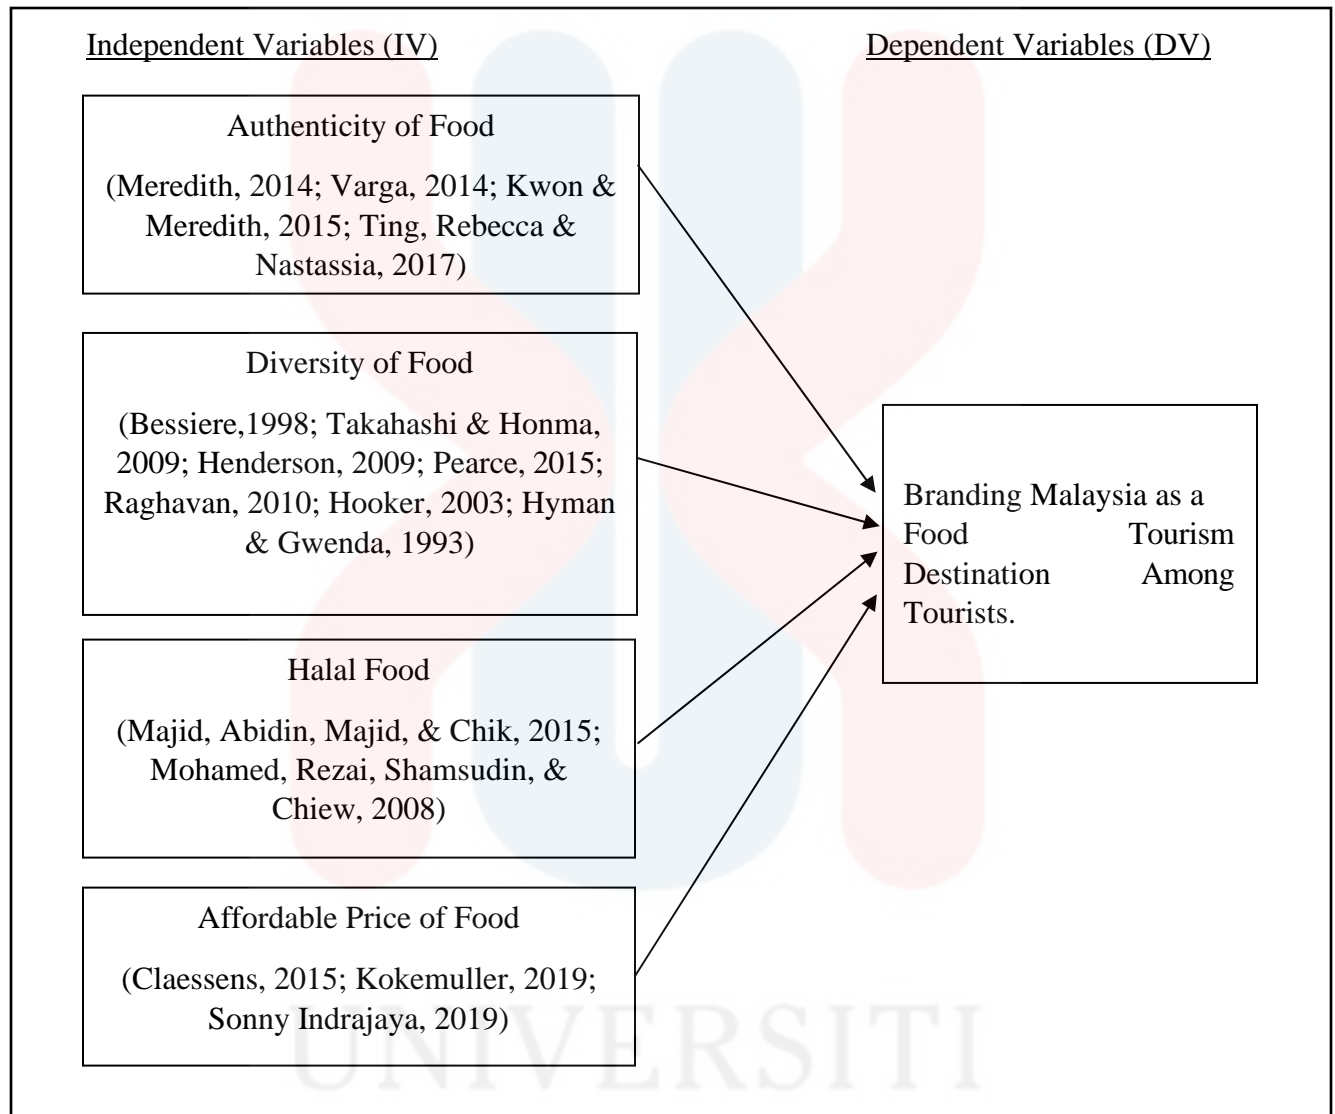 Independent Variables (IV)
Dependent Variables (DV)
Authenticity of Food
(Meredith, 2014; Varga, 2014; Kwon &
Meredith, 2015; Ting, Rebecca &
Nastassia, 2017)
Diversity of Food
(Bessiere,1998; Takahashi & Honma,
2009; Henderson, 2009; Pearce, 2015;
Raghavan, 2010; Hooker, 2003; Hyman
& Gwenda, 1993)
Halal Food
(Majid, Abidin, Majid, & Chik, 2015;
Mohamed, Rezai, Shamsudin, &
Chiew, 2008)
Affordable Price of Food
(Claessens, 2015; Kokemuller, 2019;
Sonny Indrajaya, 2019)
Branding Malaysia as a
Food Tourism
Destination Among
Tourists.
UNIVERSITI